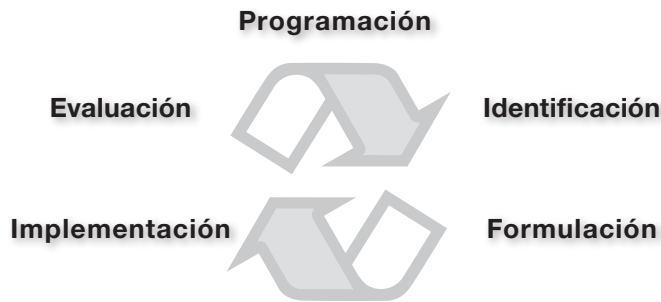 Programación
Evaluación
Identificación
Implementación
Formulación